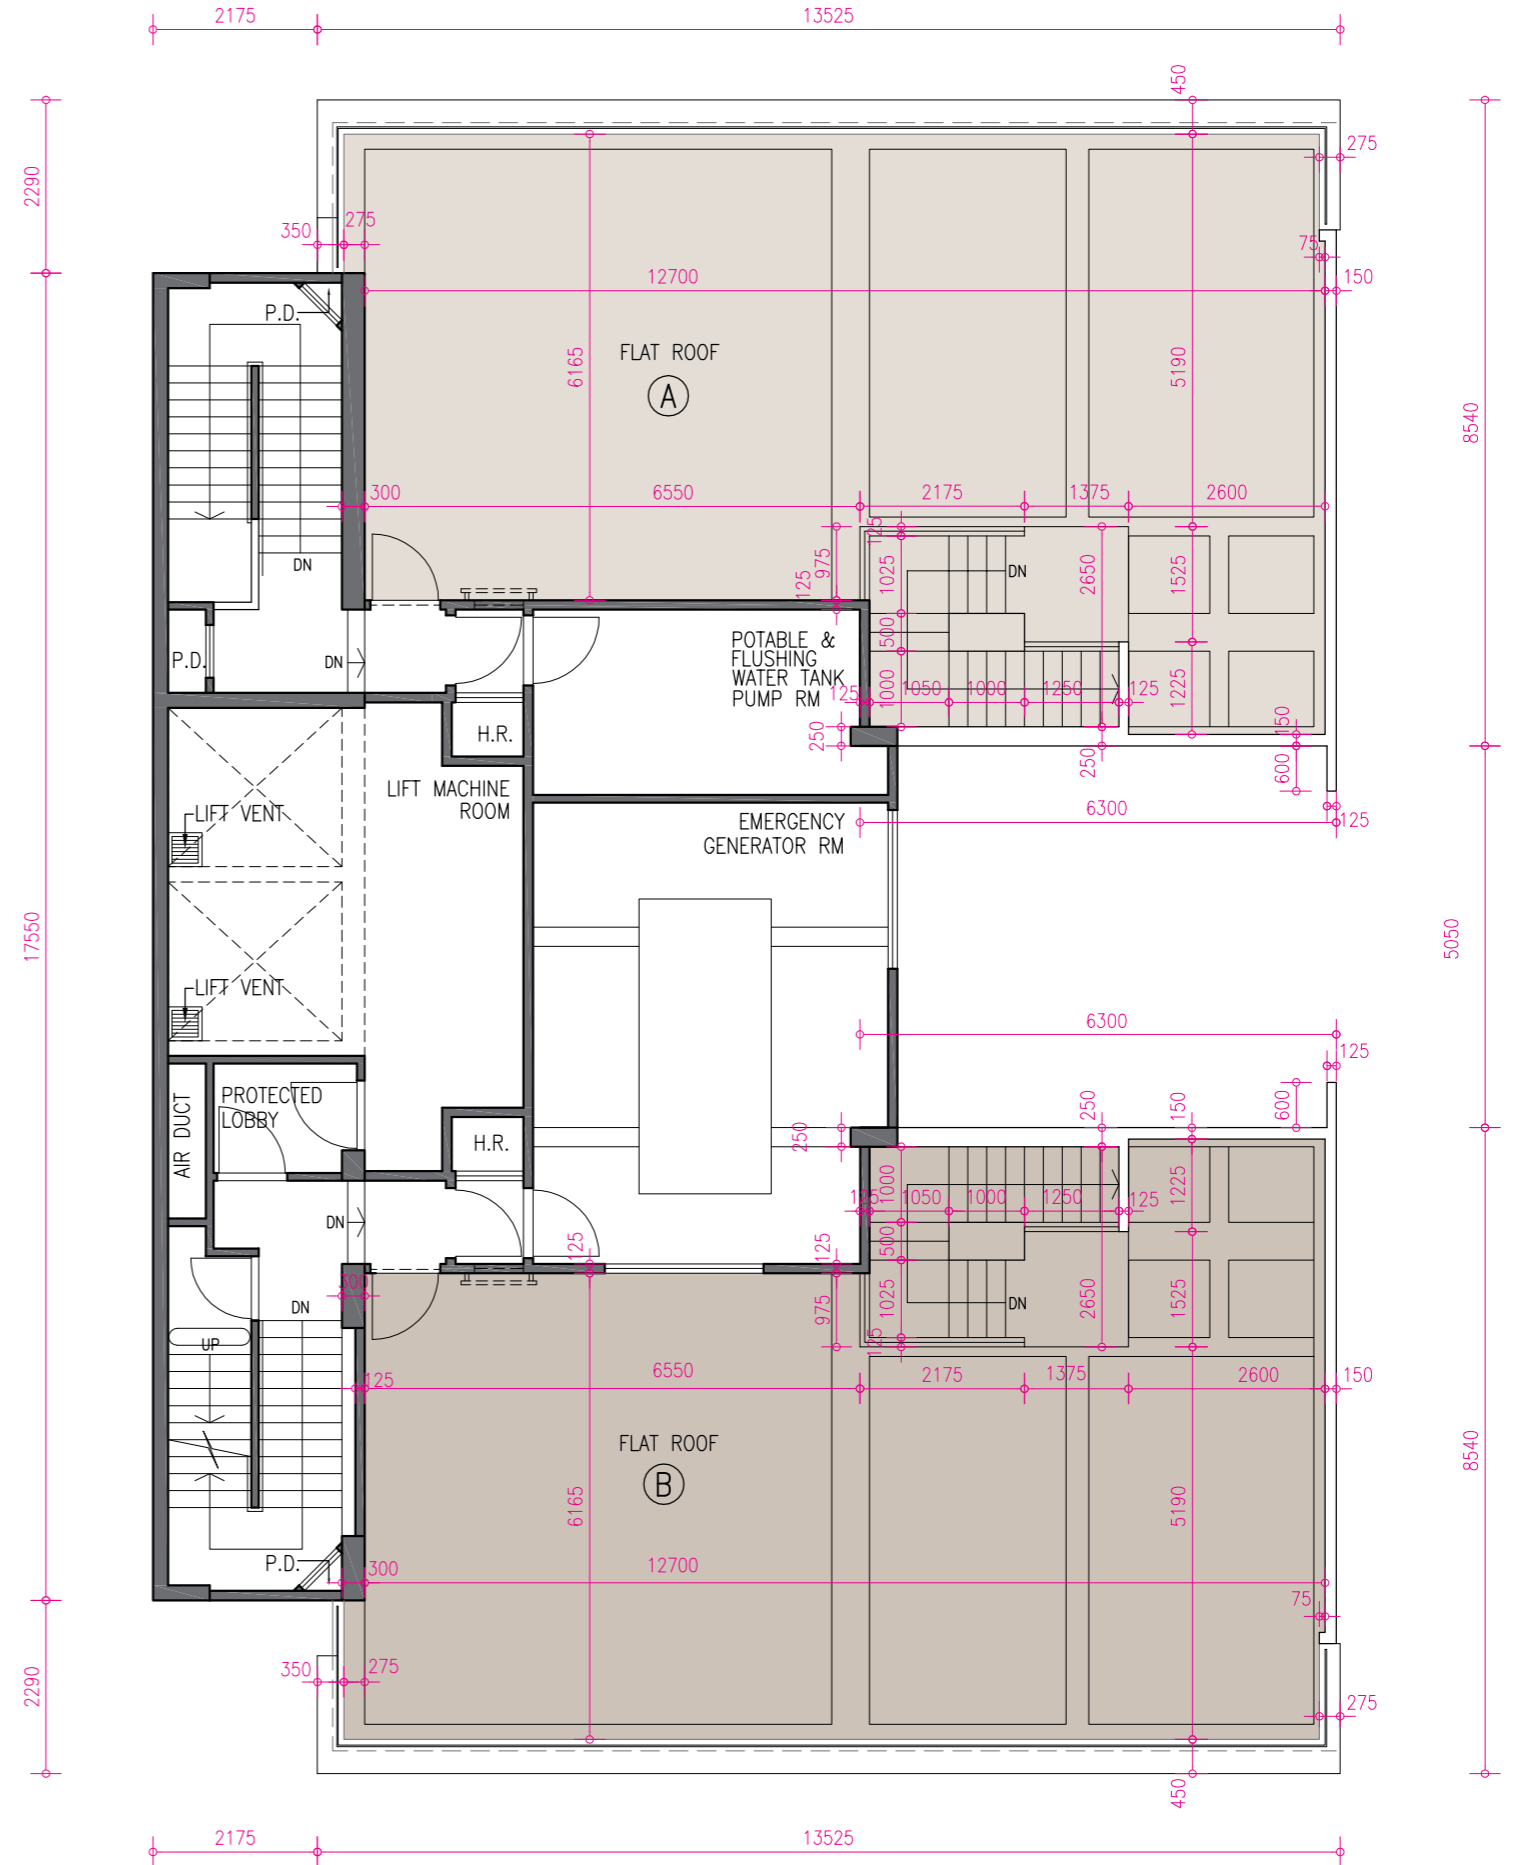 2175
13525
450
2290
275
350
275
75
12700
150
P.D.
FLAT ROOF
A
6165
5190
8540
300
6550
2175
1375
2600
125
975
DN
1025
DN
2650
1525
125
POTABLE &
FLUSHING
WATER TANK
PUMP RM
500
P.D.
DN
1000
125
1050
1000
1250
125
1225
H.R.
250
150
250
600
LIFT MACHINE
ROOM
LIFT VENT
EMERGENCY
GENERATOR RM
6300
125
17550
5050
LIFT VENT
6300
125
PROTECTED
LOBBY
AIR DUCT
600
250
150
250
H.R.
1000
1225
125
1050
1000
1250
125
DN
500
125
125
300
1025
2650
1525
975
DN
DN
125
UP
125
6550
2175
1375
2600
150
FLAT ROOF
B
8540
6165
5190
P.D.
300
12700
75
350
275
2290
275
450
2175
13525